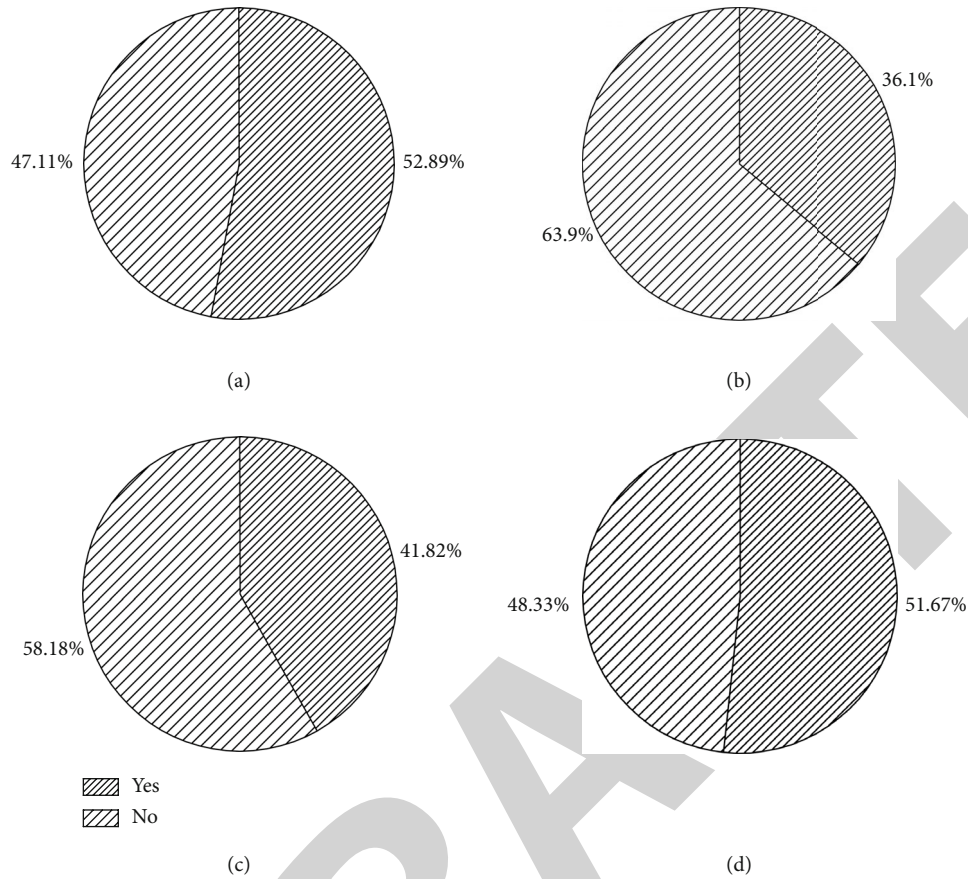 47.11%
52.89%
(a)
36.1%
63.9%
(b)
41.82%
58.18%
Yes
No
(c)
48.33%
51.67%
(d)